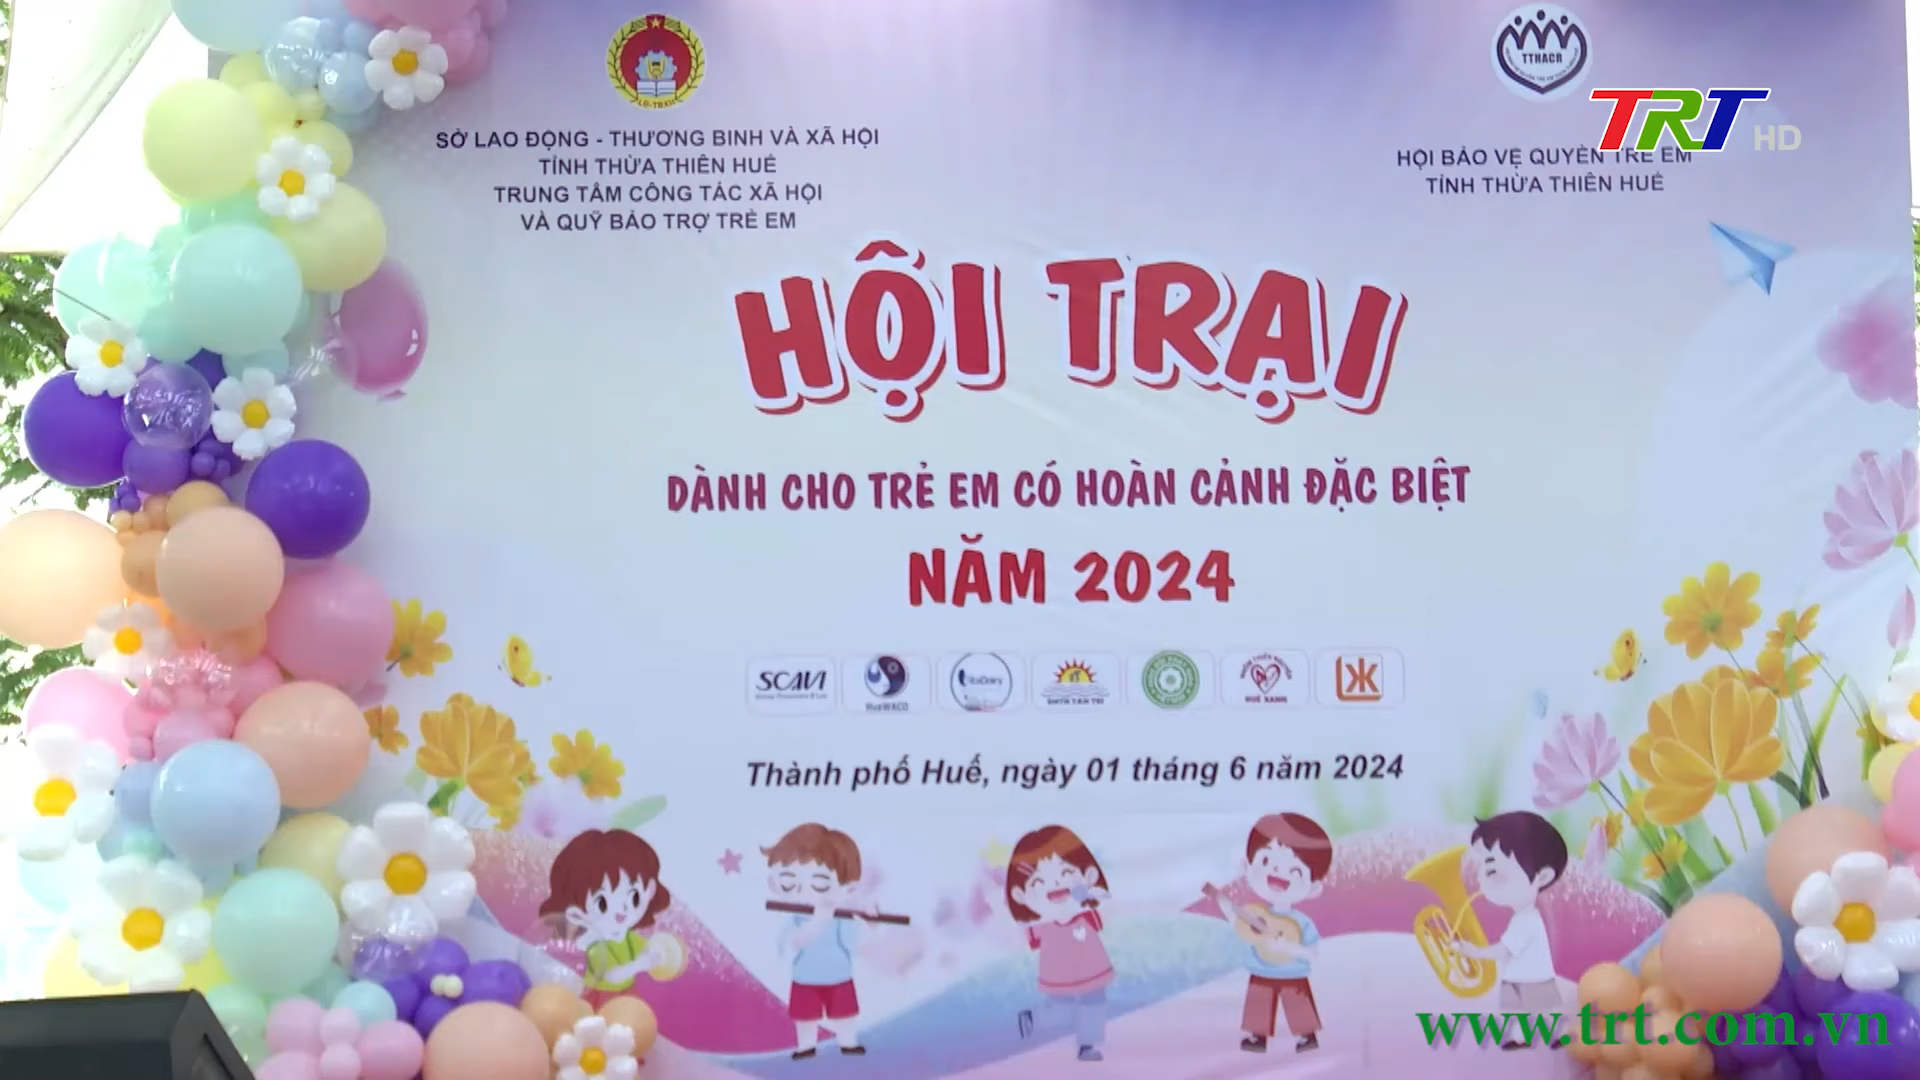 LĐ-TBXH
SỞ LAO ĐỘNG - THƯƠNG BINH VÀ XÃ HỘI
TỈNH THỪA THIÊN HUẾ
TRUNG TÂM CÔNG TÁC XÃ HỘI
VÀ QUỸ BẢO TRỢ TRẺ EM
TTHACR
TRT HD
HỘI BẢO VỆ QUYỀN TRẺ EM
TỈNH THỪA THIÊN HUẾ
HỘI TRẠI
DÀNH CHO TRẺ EM CÓ HOÀN CẢNH ĐẶC BIỆT
NĂM 2024
SCAVI
HueWACO
Thành phố Huế, ngày 01 tháng 6 năm 2024
www.trt.com.vn